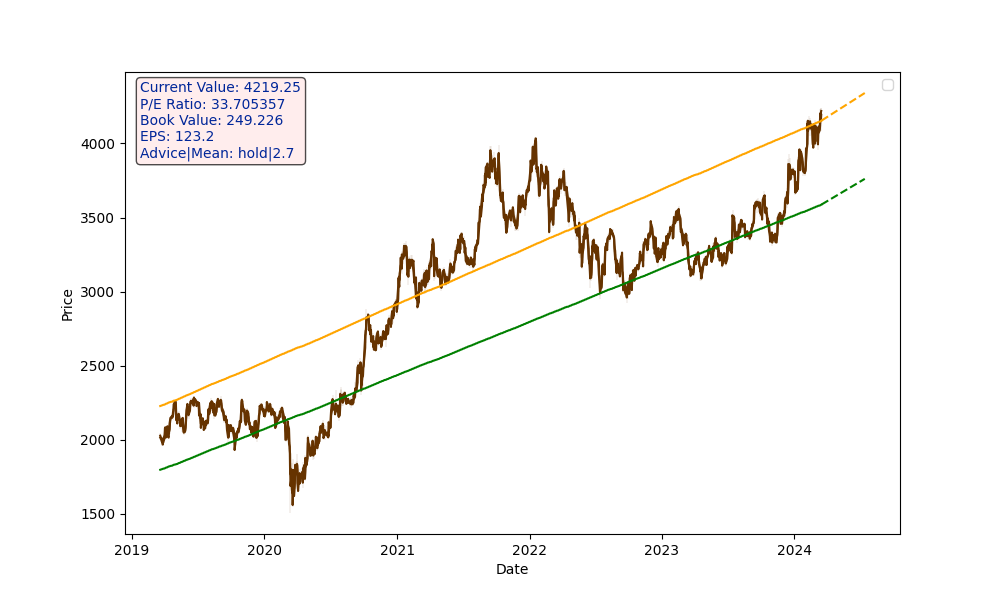 Current Value: 4219.25
P/E Ratio: 33.705357
Book Value: 249.226
EPS: 123.2
Advice|Mean: hold|2.7
4000
3500
3000
2500
2000
1500
Price
2019 2020 2021 2022 2023 2024
Date